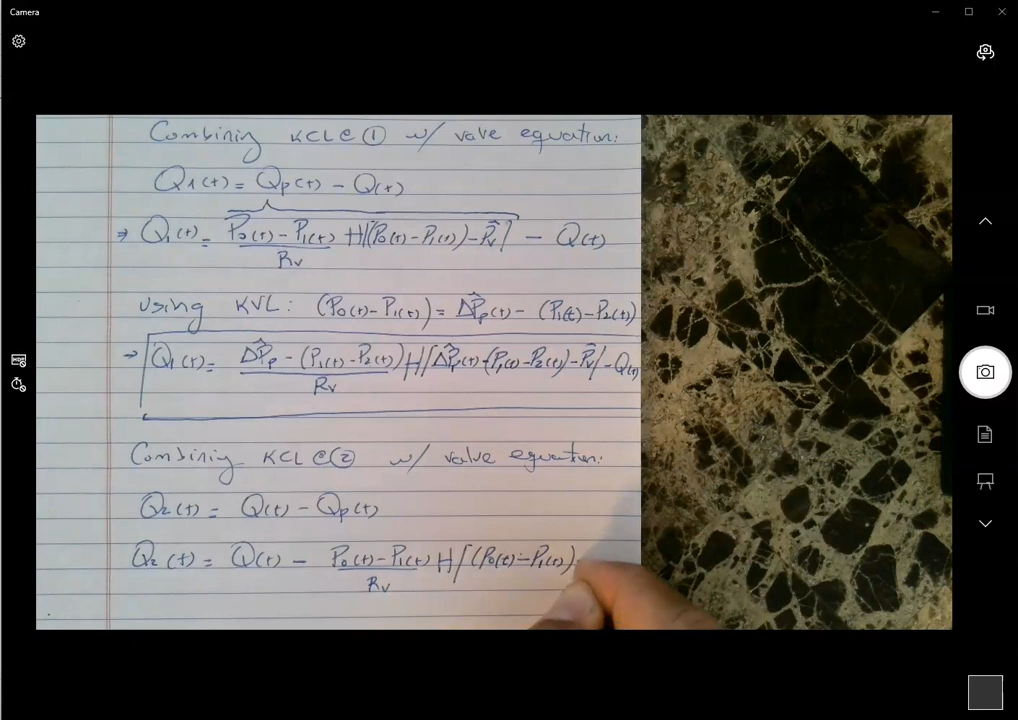 Camera
Combining KCL @ ① w/ valve equation:
Q1(t) = Qp(t) - Q(t)
⇒ Q1(t) = P0(t) - P1(t) / Rv H[(P0(t) - P1(t)) - P̂v] - Q(t)
Using KVL: (P0(t) - P1(t)) = ΔP̂p(t) - (P1(t) - P2(t))
→ Q1(t) = ΔP̂p - (P1(t) - P2(t)) / Rv H[ΔP̂p(t) - (P1(t) - P2(t)) - P̂v] - Q(t)
Combining KCL @ ② w/ valve equation:
Q2(t) = Q(t) - Qp(t)
Q2(t) = Q(t) - P0(t) - P1(t) / Rv H[(P0(t) - P1(t))